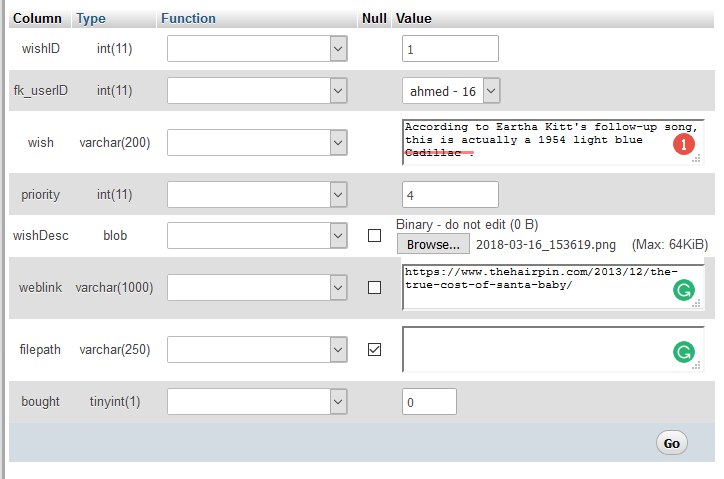 Column Type Function Null Value
wishID int(11) 1
fk_userID int(11) ahmed - 16
wish varchar(200) According to Eartha Kitt's follow-up song,
this is actually a 1954 light blue
Cadillac . 1
priority int(11) 4
wishDesc blob Binary - do not edit (0 B)
Browse... 2018-03-16_153619.png (Max: 64KiB)
weblink varchar(1000) https://www.thehairpin.com/2013/12/the-
true-cost-of-santa-baby/
filepath varchar(250)
bought tinyint(1) 0
Go